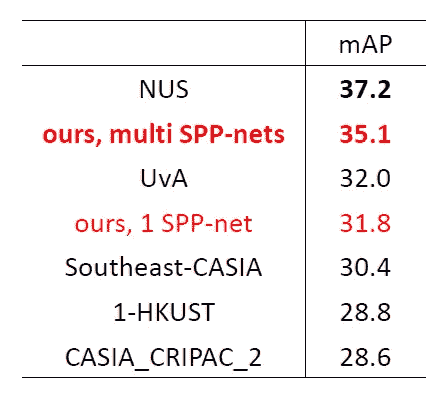 mAP
NUS 37.2
ours, multi SPP-nets 35.1
UvA 32.0
ours, 1 SPP-net 31.8
Southeast-CASIA 30.4
1-HKUST 28.8
CASIA_CRIPAC_2 28.6